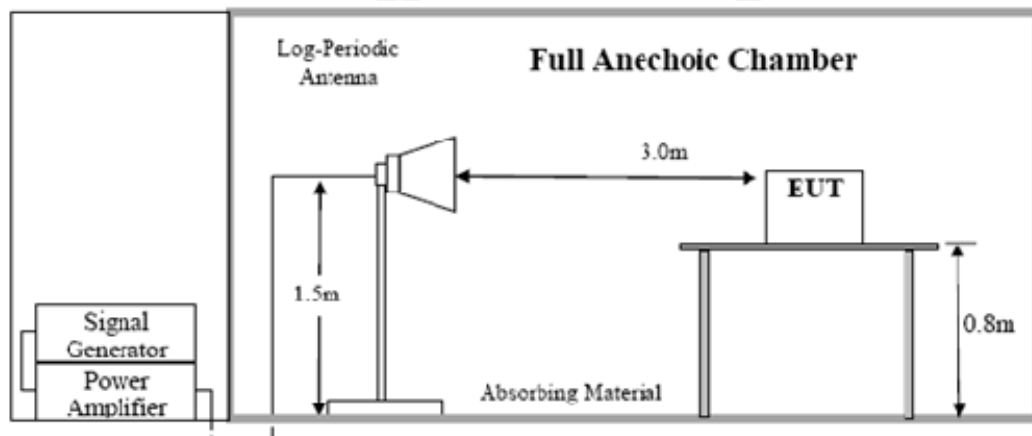 Log-Periodic
Antenna
Full Anechoic Chamber
3.0m
EUT
1.5m
0.8m
Signal
Generator
Power
Amplifier
Absorbing Material